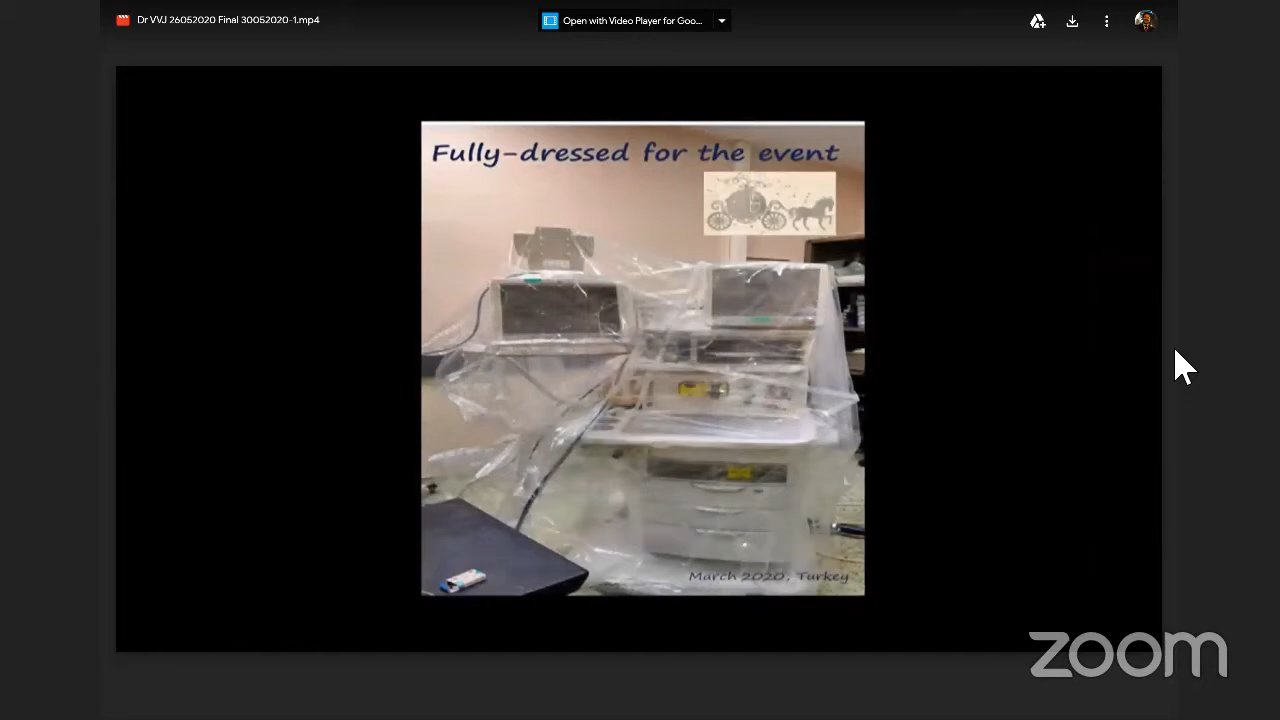 Dr VVJ 26052020 Final 30052020-1.mp4
Open with Video Player for Goo...
Fully-dressed for the event
March 2020, Turkey
zoom